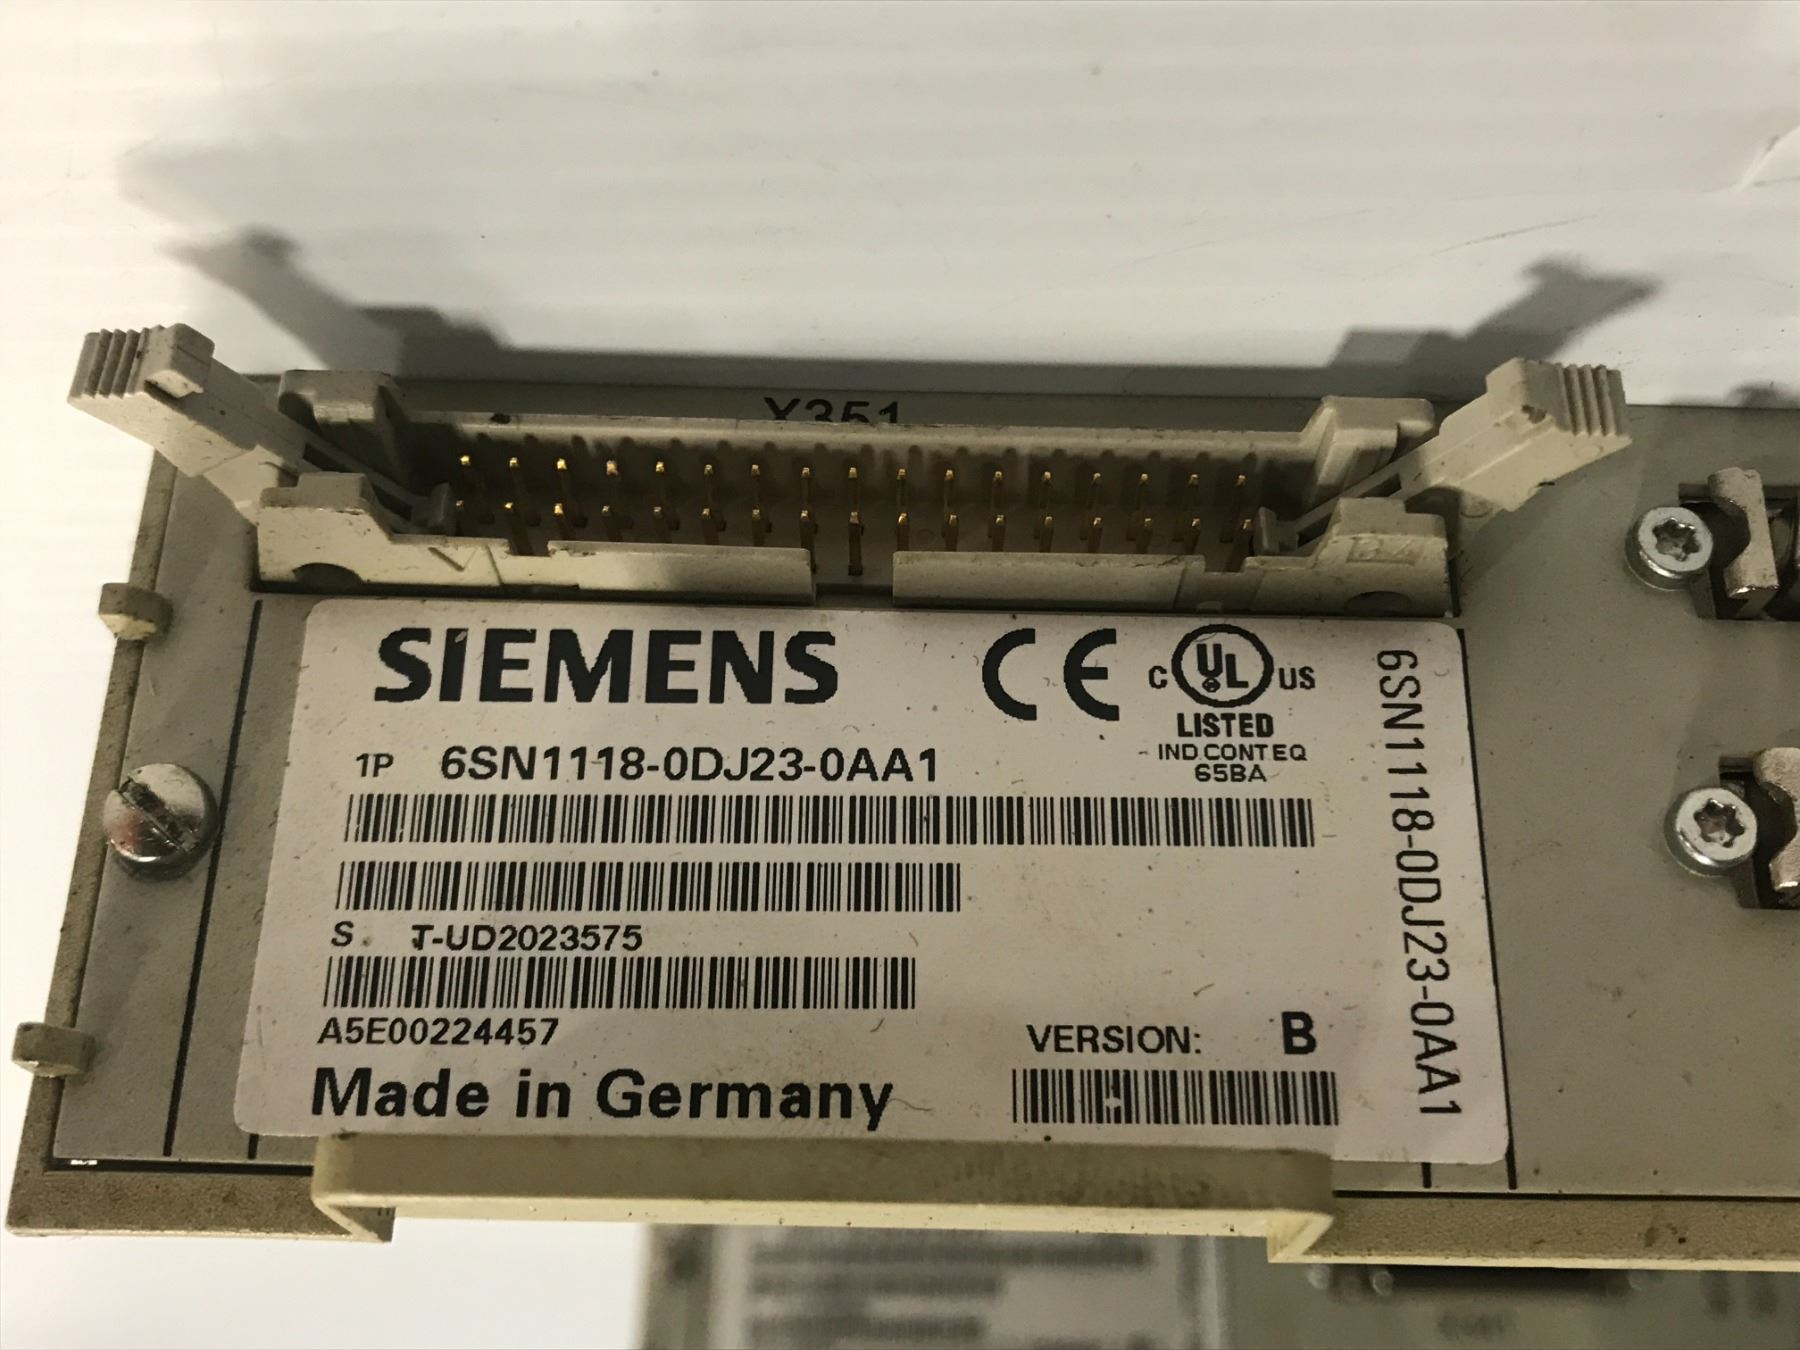 X351
SIEMENS
CE
C UL US
LISTED
IND.CONT.EQ
65BA
1P 6SN1118-0DJ23-0AA1
S T-UD2023575
A5E00224457
VERSION: B
Made in Germany
6SN1118-0DJ23-0AA1